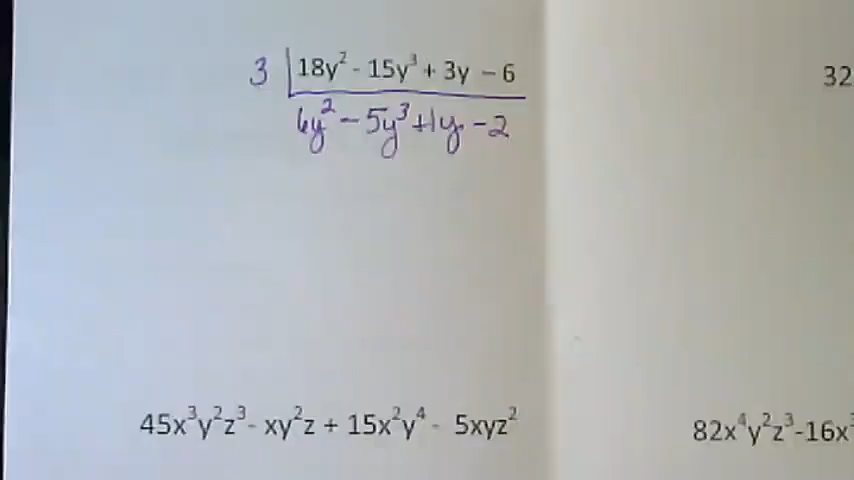 3 18y² - 15y³ + 3y - 6
6y² - 5y³ + 1y - 2
32
45x³y²z³ - xy²z + 15x²y⁴ - 5xyz²
82x⁴y²z³-16x